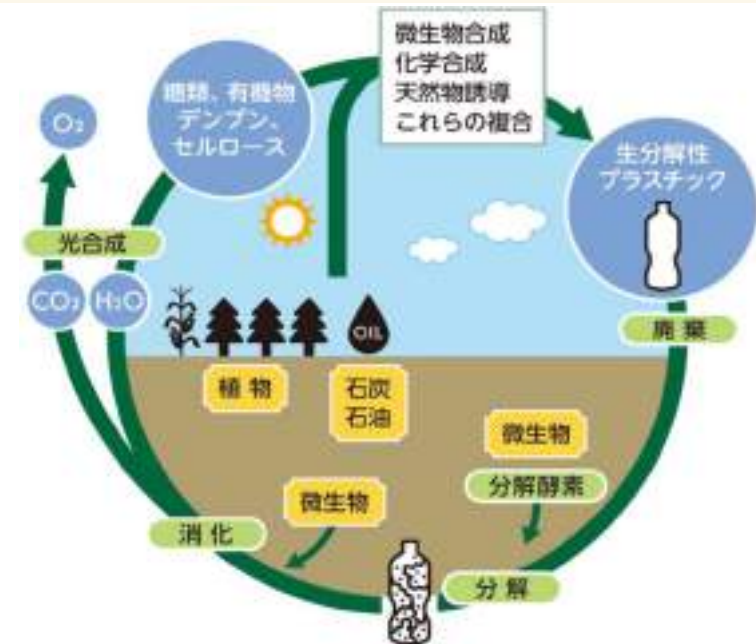 微生物合成
化学合成
天然物誘導
これらの複合
糖類、有機物
デンプン、
セルロース
O₂
生分解性
プラスチック
光合成
CO₂
H₂O
OIL
廃棄
植物
石炭
石油
微生物
分解酵素
微生物
消化
分解